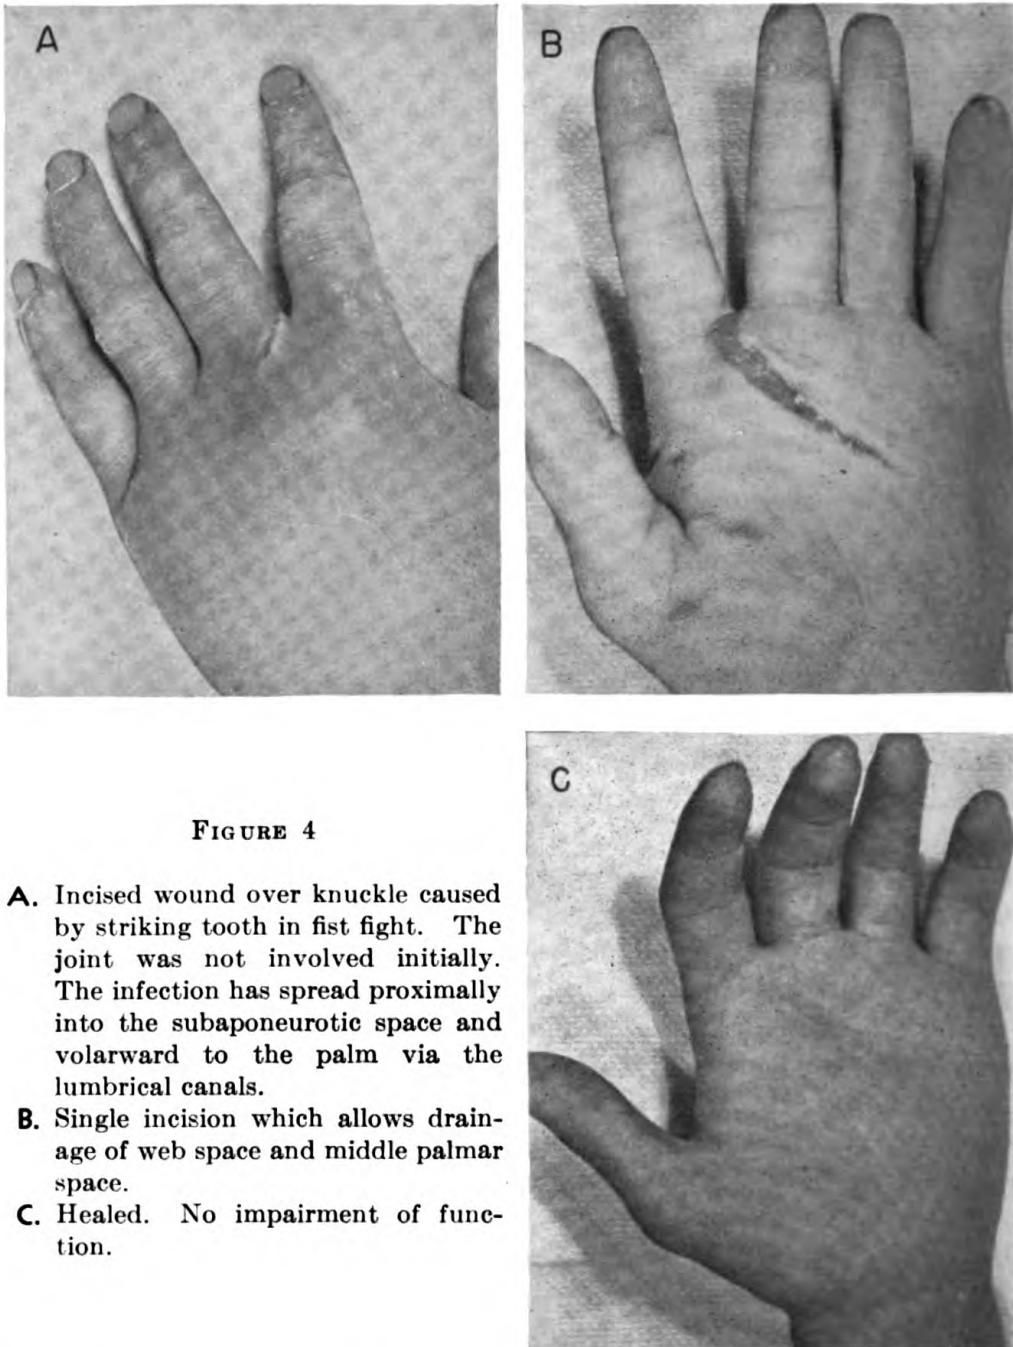 A
B
C
FIGURE 4
A. Incised wound over knuckle caused
by striking tooth in fist fight. The
joint was not involved initially.
The infection has spread proximally
into the subaponeurotic space and
volarward to the palm via the
lumbrical canals.
B. Single incision which allows drain-
age of web space and middle palmar
space.
C. Healed. No impairment of func-
tion.